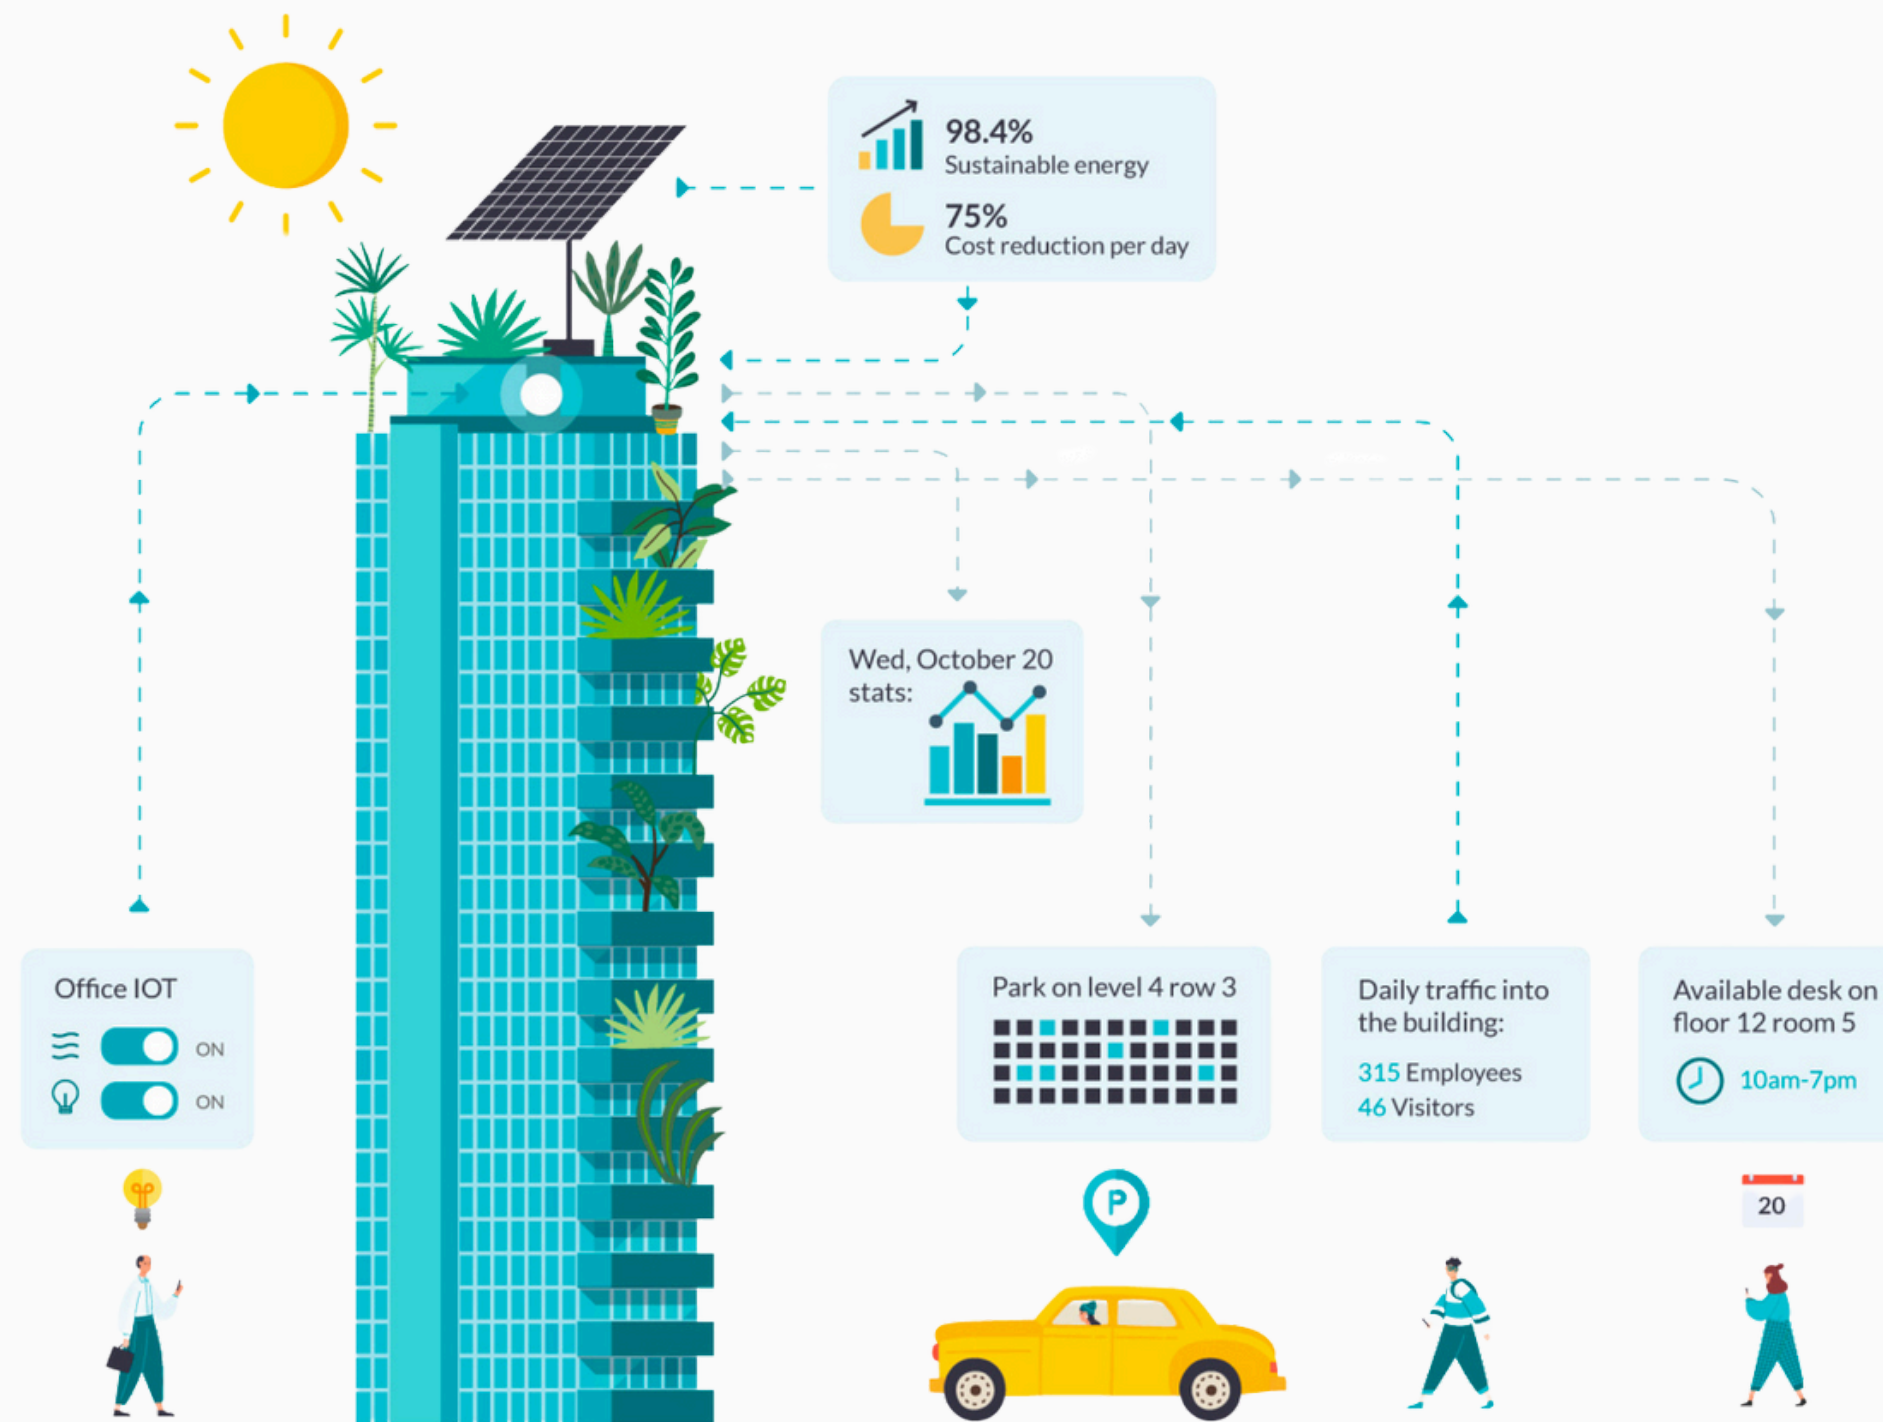 98.4%
Sustainable energy
75%
Cost reduction per day
Wed, October 20
stats:
Office IOT
ON
ON
Park on level 4 row 3
Daily traffic into
the building:
315 Employees
46 Visitors
Available desk on
floor 12 room 5
10am-7pm
P
20